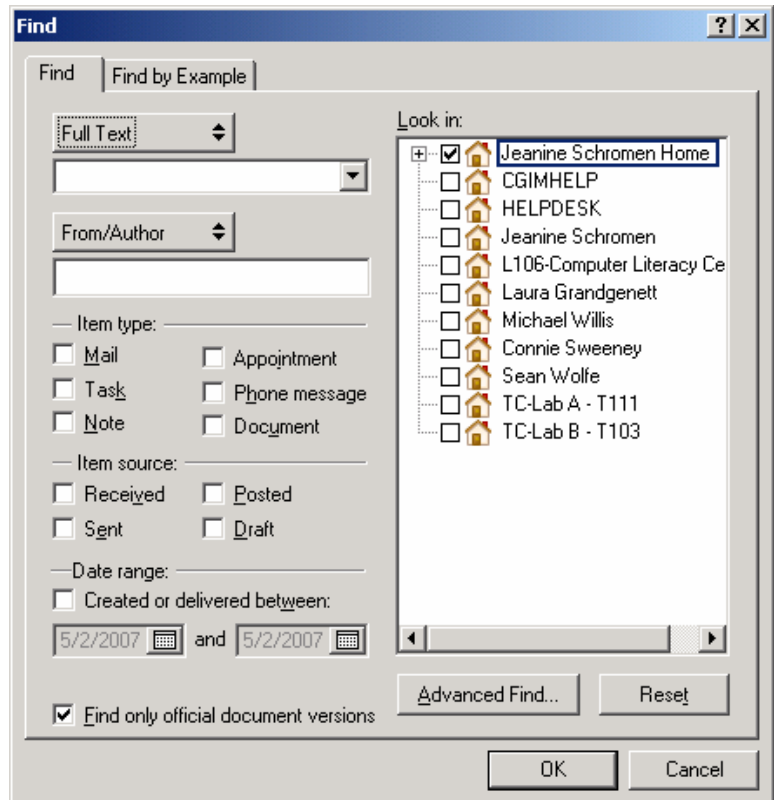 Find
Find
Find by Example
Full Text
From/Author
Item type:
Mail
Appointment
Task
Phone message
Note
Document
Item source:
Received
Posted
Sent
Draft
Date range:
Created or delivered between:
5/2/2007 and 5/2/2007
Find only official document versions
Look in:
Jeanine Schromen Home
CGIMHELP
HELPDESK
Jeanine Schromen
L106-Computer Literacy Ce
Laura Grandgenett
Michael Willis
Connie Sweeney
Sean Wolfe
TC-Lab A - T111
TC-Lab B - T103
Advanced Find...
Reset
OK
Cancel